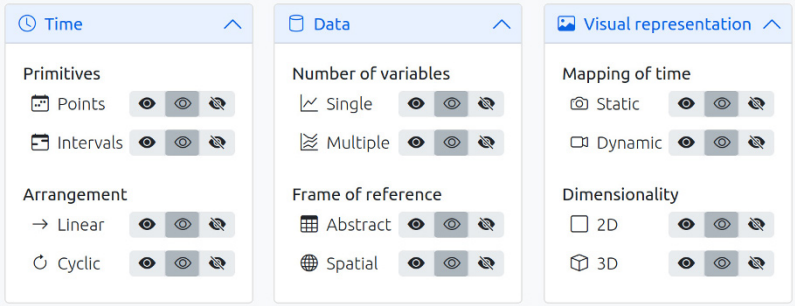 Time
Primitives
Points
Intervals
Arrangement
Linear
Cyclic
Data
Number of variables
Single
Multiple
Frame of reference
Abstract
Spatial
Visual representation
Mapping of time
Static
Dynamic
Dimensionality
2D
3D